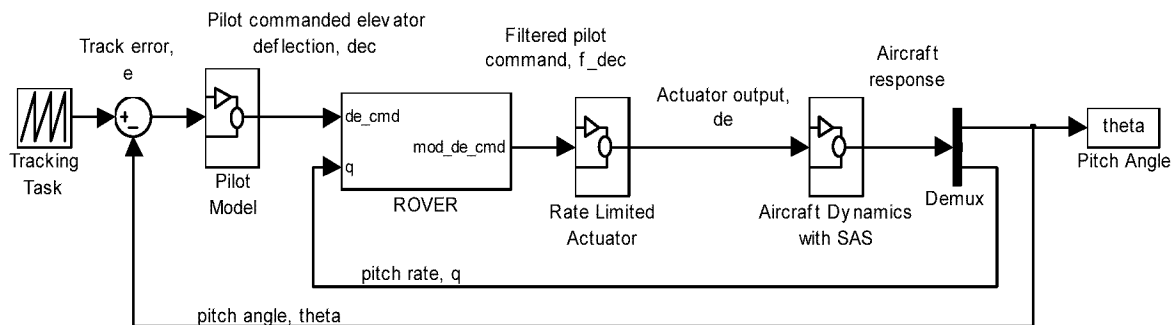 Pilot commanded elevator
deflection, dec
Track error,
e
Filtered pilot
command, f_dec
Aircraft
response
Actuator output,
de
+
−
de_cmd
mod_de_cmd
q
theta
Tracking
Task
Pilot
Model
ROVER
Rate Limited
Actuator
Aircraft Dynamics
with SAS
Demux
Pitch Angle
pitch rate, q
pitch angle, theta